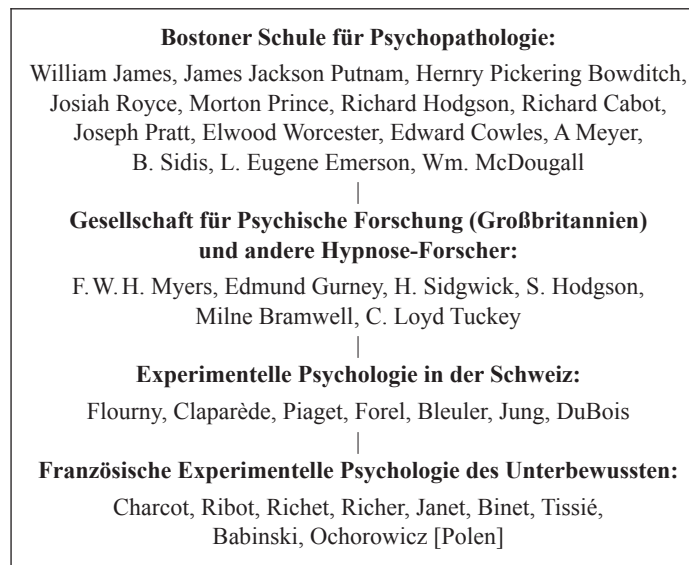 Bostoner Schule für Psychopathologie:
William James, James Jackson Putnam, Hernry Pickering Bowditch,
Josiah Royce, Morton Prince, Richard Hodgson, Richard Cabot,
Joseph Pratt, Elwood Worcester, Edward Cowles, A Meyer,
B. Sidis, L. Eugene Emerson, Wm. McDougall
Gesellschaft für Psychische Forschung (Großbritannien)
und andere Hypnose-Forscher:
F. W. H. Myers, Edmund Gurney, H. Sidgwick, S. Hodgson,
Milne Bramwell, C. Loyd Tuckey
Experimentelle Psychologie in der Schweiz:
Flourny, Claparède, Piaget, Forel, Bleuler, Jung, DuBois
Französische Experimentelle Psychologie des Unterbewussten:
Charcot, Ribot, Richet, Richer, Janet, Binet, Tissié,
Babinski, Ochorowicz [Polen]